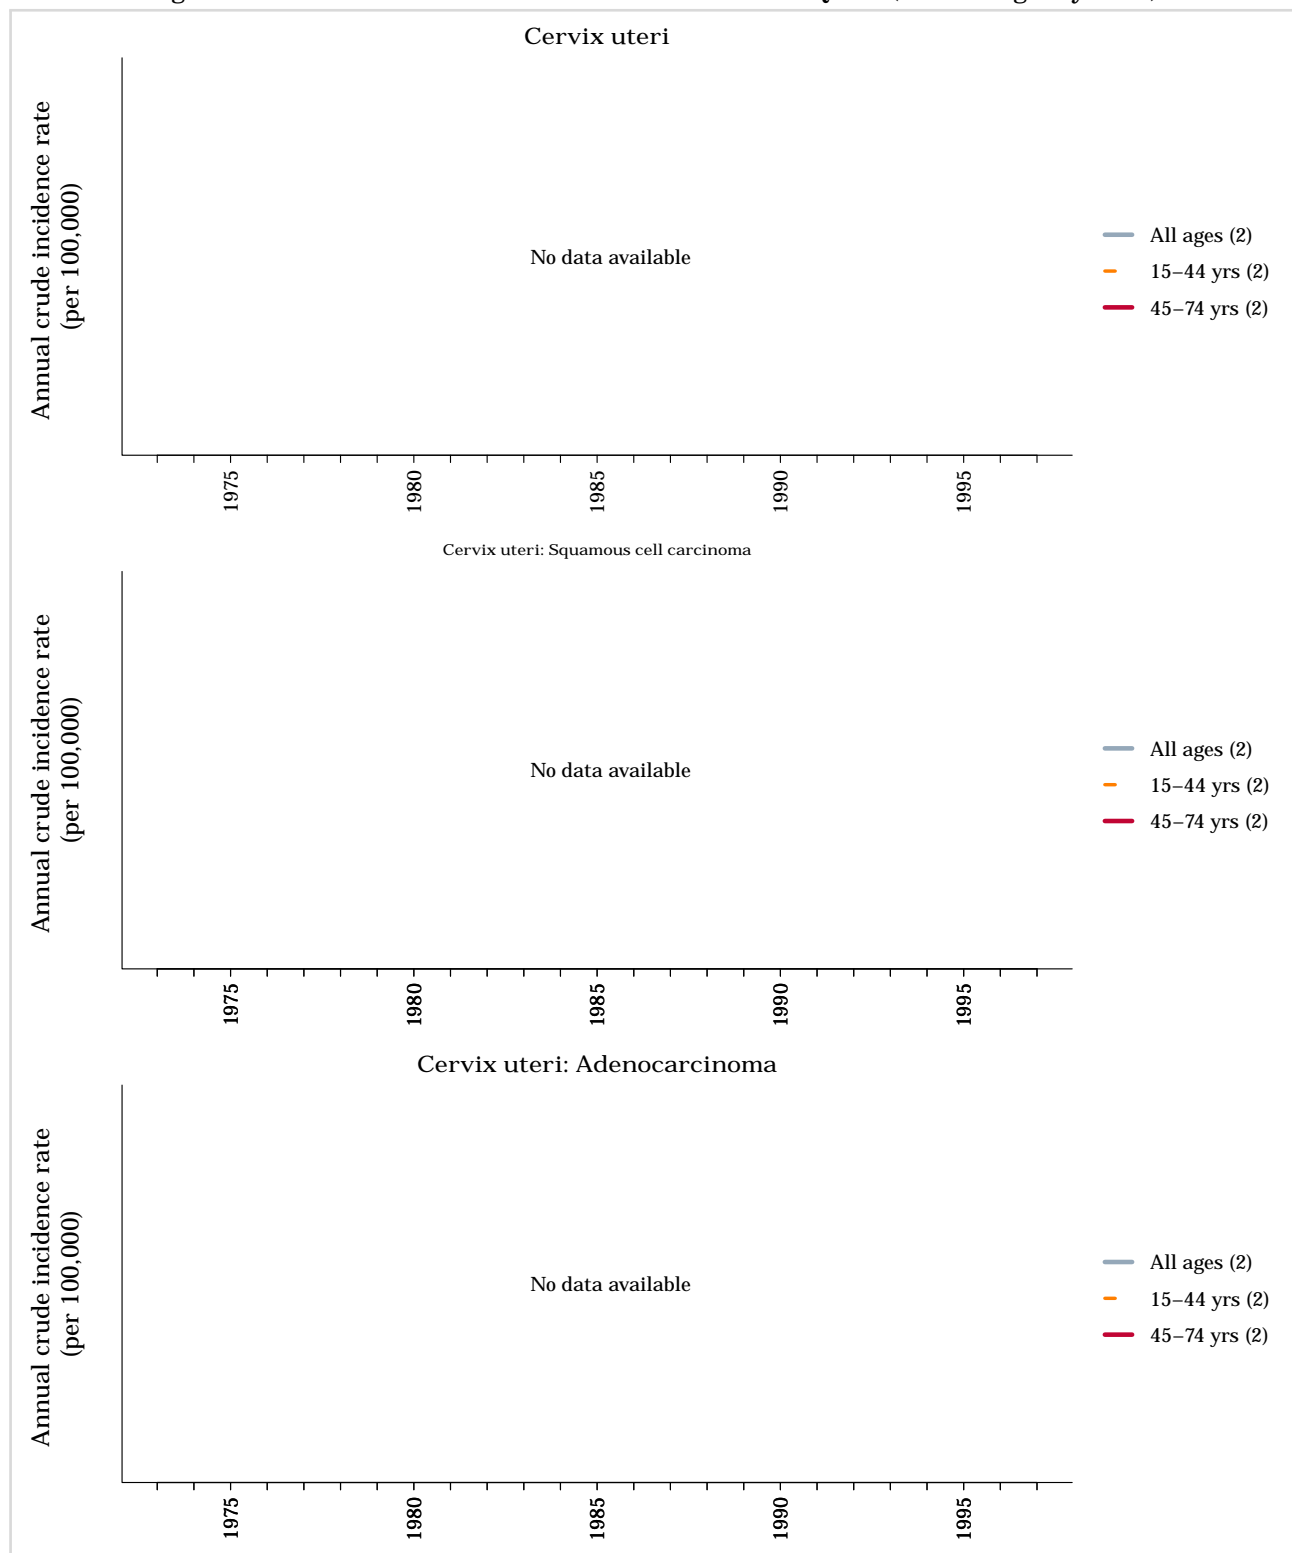 Cervix uteri
Annual crude incidence rate
(per 100,000)
No data available
All ages (2)
15–44 yrs (2)
45–74 yrs (2)
1975
1980
1985
1990
1995
Cervix uteri: Squamous cell carcinoma
Annual crude incidence rate
(per 100,000)
No data available
All ages (2)
15–44 yrs (2)
45–74 yrs (2)
1975
1980
1985
1990
1995
Cervix uteri: Adenocarcinoma
Annual crude incidence rate
(per 100,000)
No data available
All ages (2)
15–44 yrs (2)
45–74 yrs (2)
1975
1980
1985
1990
1995